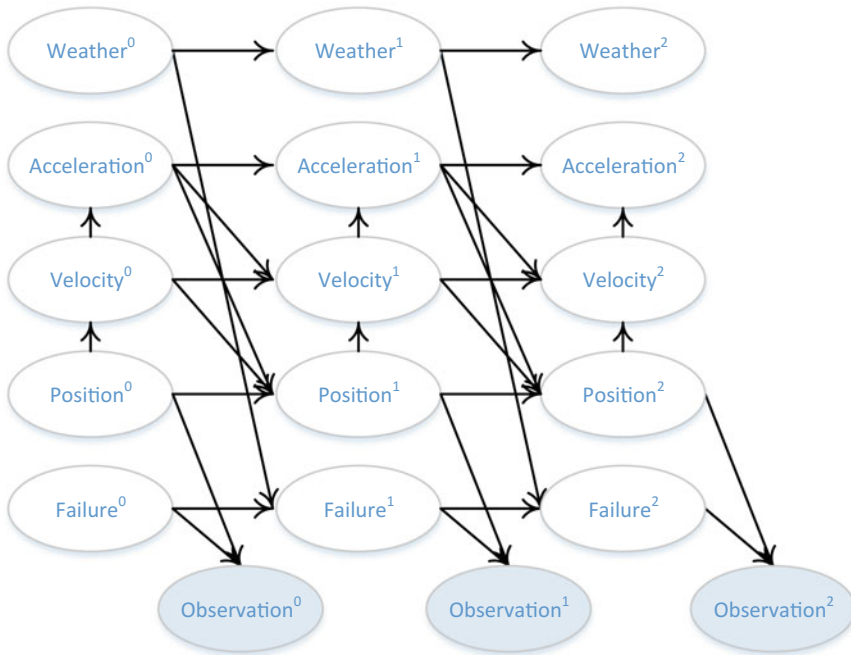 Weather⁰ Weather¹ Weather²
Acceleration⁰ Acceleration¹ Acceleration²
Velocity⁰ Velocity¹ Velocity²
Position⁰ Position¹ Position²
Failure⁰ Failure¹ Failure²
Observation⁰ Observation¹ Observation²